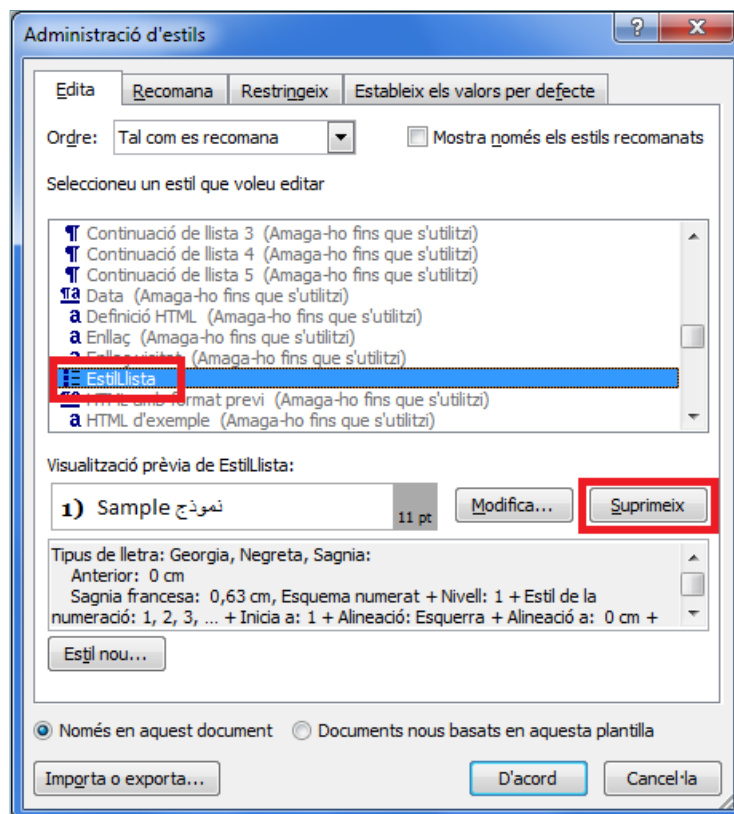 Administració d'estils
Edita Recomana Restringeix Estableix els valors per defecte
Ordre: Tal com es recomana Mostra només els estils recomanats
Seleccioneu un estil que voleu editar
¶ Continuació de llista 3 (Amaga-ho fins que s'utilitzi)
¶ Continuació de llista 4 (Amaga-ho fins que s'utilitzi)
¶ Continuació de llista 5 (Amaga-ho fins que s'utilitzi)
¶a Data (Amaga-ho fins que s'utilitzi)
a Definició HTML (Amaga-ho fins que s'utilitzi)
a Enllaç (Amaga-ho fins que s'utilitzi)
a Enllaç visitat (Amaga-ho fins que s'utilitzi)
EstilLlista
¶a HTML amb format previ (Amaga-ho fins que s'utilitzi)
a HTML d'exemple (Amaga-ho fins que s'utilitzi)
Visualització prèvia de EstilLlista:
1) Sample نموذج 11 pt Modifica... Suprimeix
Tipus de lletra: Georgia, Negreta, Sagnia:
Anterior: 0 cm
Sagnia francesa: 0,63 cm, Esquema numerat + Nivell: 1 + Estil de la
numeració: 1, 2, 3, ... + Inicia a: 1 + Alineació: Esquerra + Alineació a: 0 cm +
Estil nou...
Només en aquest document Documents nous basats en aquesta plantilla
Importa o exporta... D'acord Cancel·la